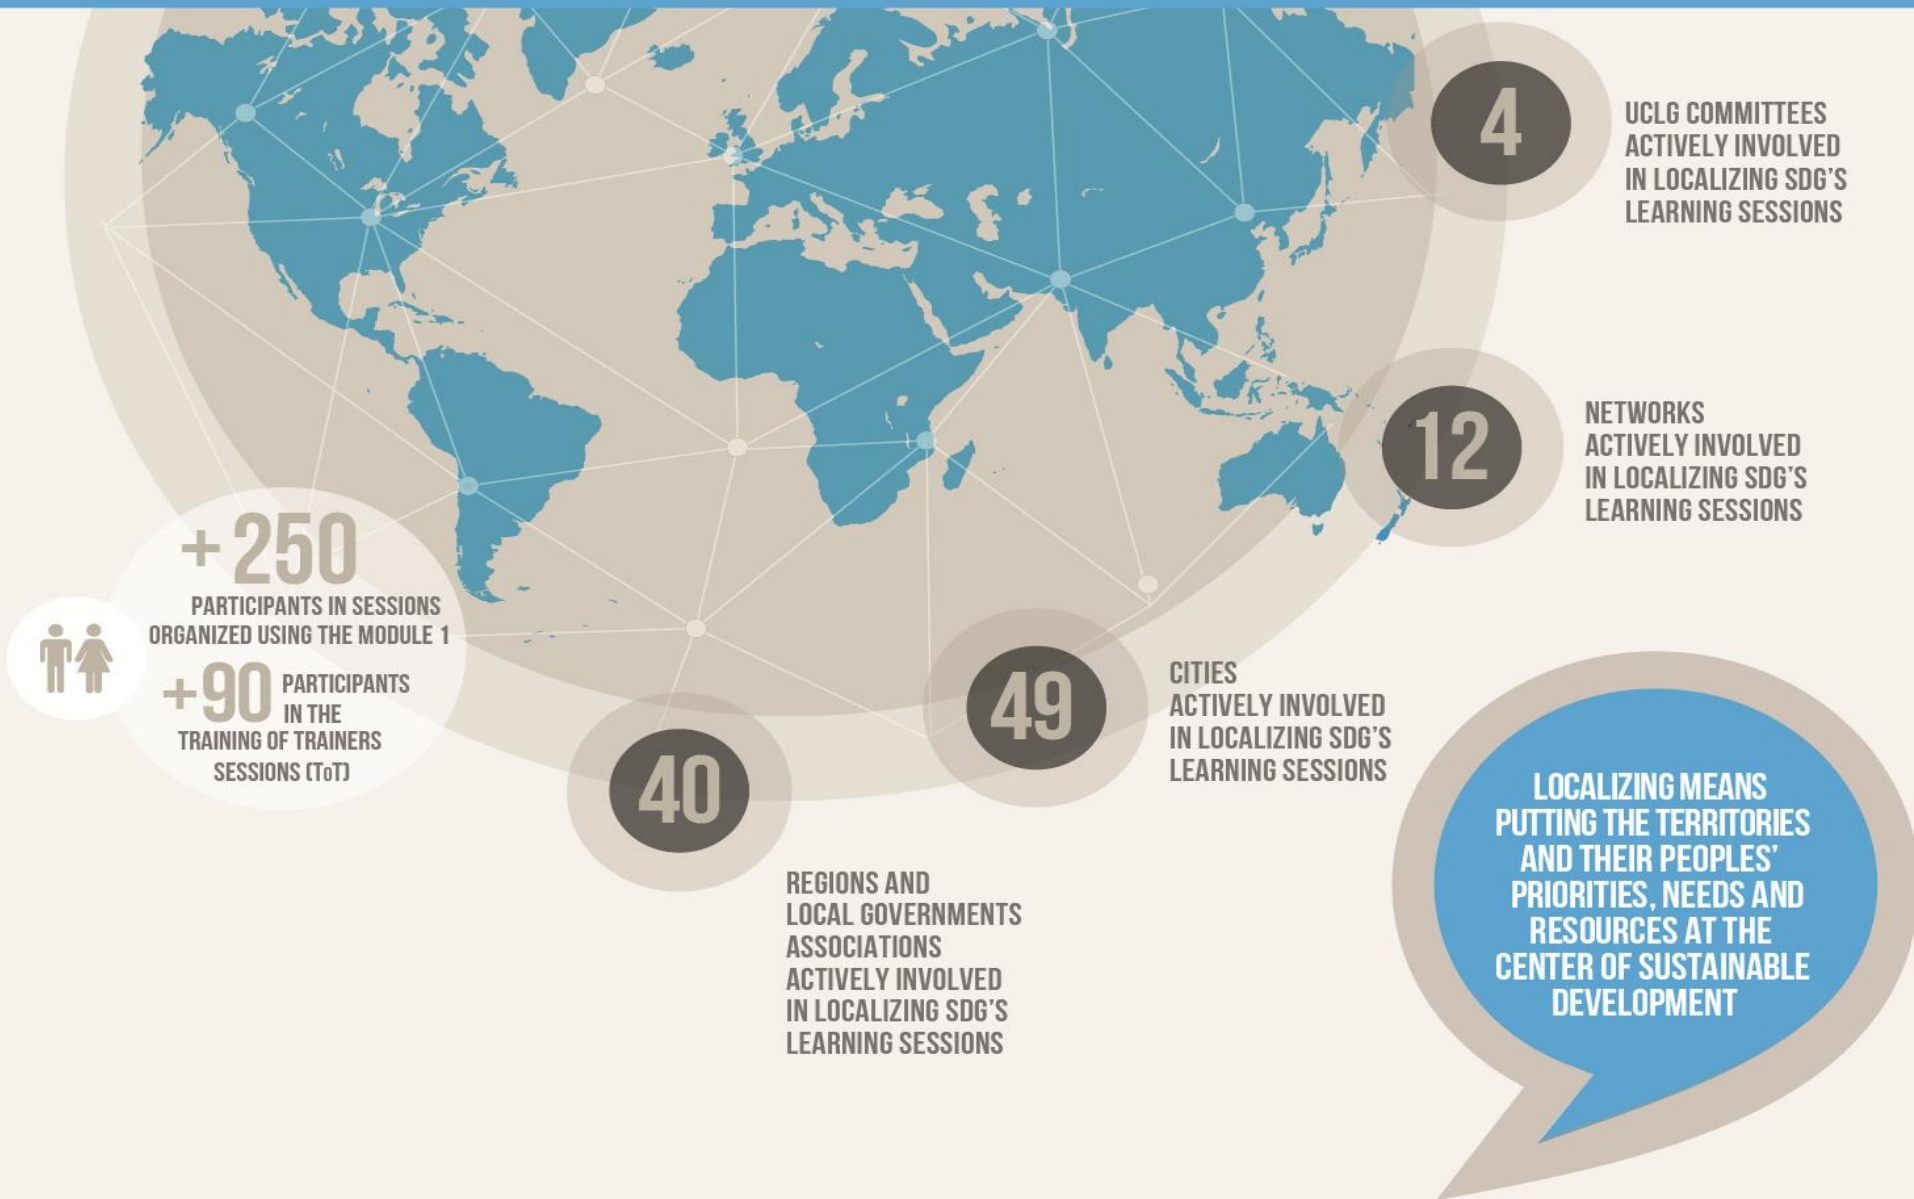 4
UCLG COMMITTEES
ACTIVELY INVOLVED
IN LOCALIZING SDG'S
LEARNING SESSIONS
12
NETWORKS
ACTIVELY INVOLVED
IN LOCALIZING SDG'S
LEARNING SESSIONS
+250
PARTICIPANTS IN SESSIONS
ORGANIZED USING THE MODULE 1
+90 PARTICIPANTS
IN THE
TRAINING OF TRAINERS
SESSIONS (ToT)
49
CITIES
ACTIVELY INVOLVED
IN LOCALIZING SDG'S
LEARNING SESSIONS
40
REGIONS AND
LOCAL GOVERNMENTS
ASSOCIATIONS
ACTIVELY INVOLVED
IN LOCALIZING SDG'S
LEARNING SESSIONS
LOCALIZING MEANS
PUTTING THE TERRITORIES
AND THEIR PEOPLES'
PRIORITIES, NEEDS AND
RESOURCES AT THE
CENTER OF SUSTAINABLE
DEVELOPMENT